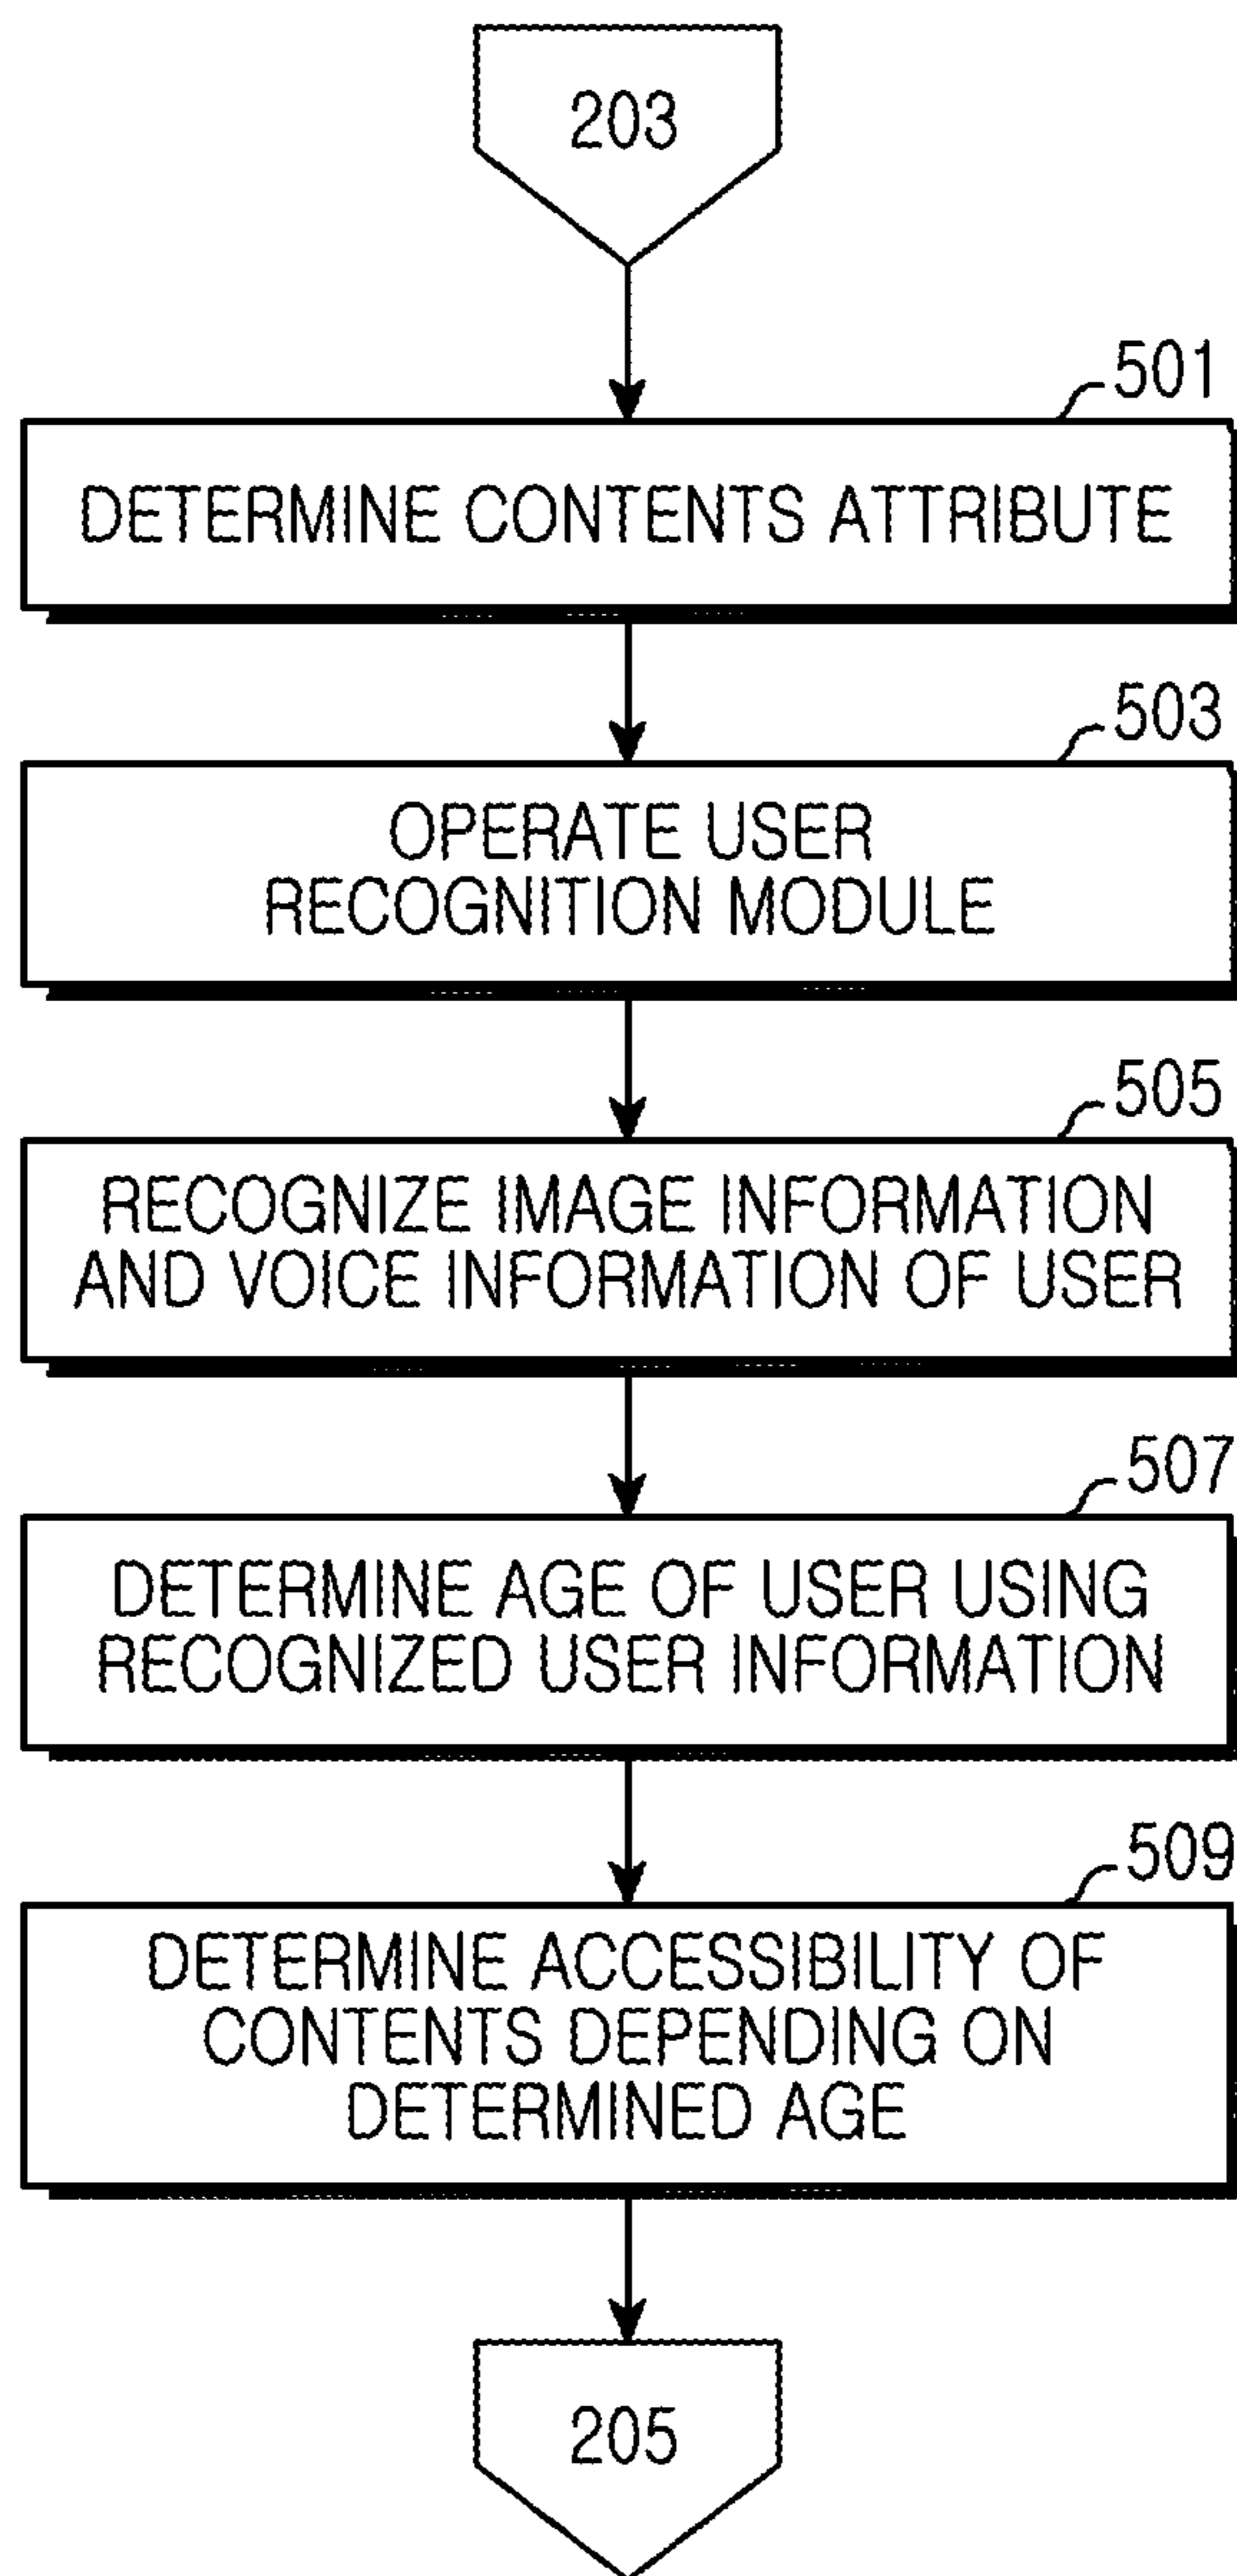 203
501
DETERMINE CONTENTS ATTRIBUTE
503
OPERATE USER
RECOGNITION MODULE
505
RECOGNIZE IMAGE INFORMATION
AND VOICE INFORMATION OF USER
507
DETERMINE AGE OF USER USING
RECOGNIZED USER INFORMATION
509
DETERMINE ACCESSIBILITY OF
CONTENTS DEPENDING ON
DETERMINED AGE
205